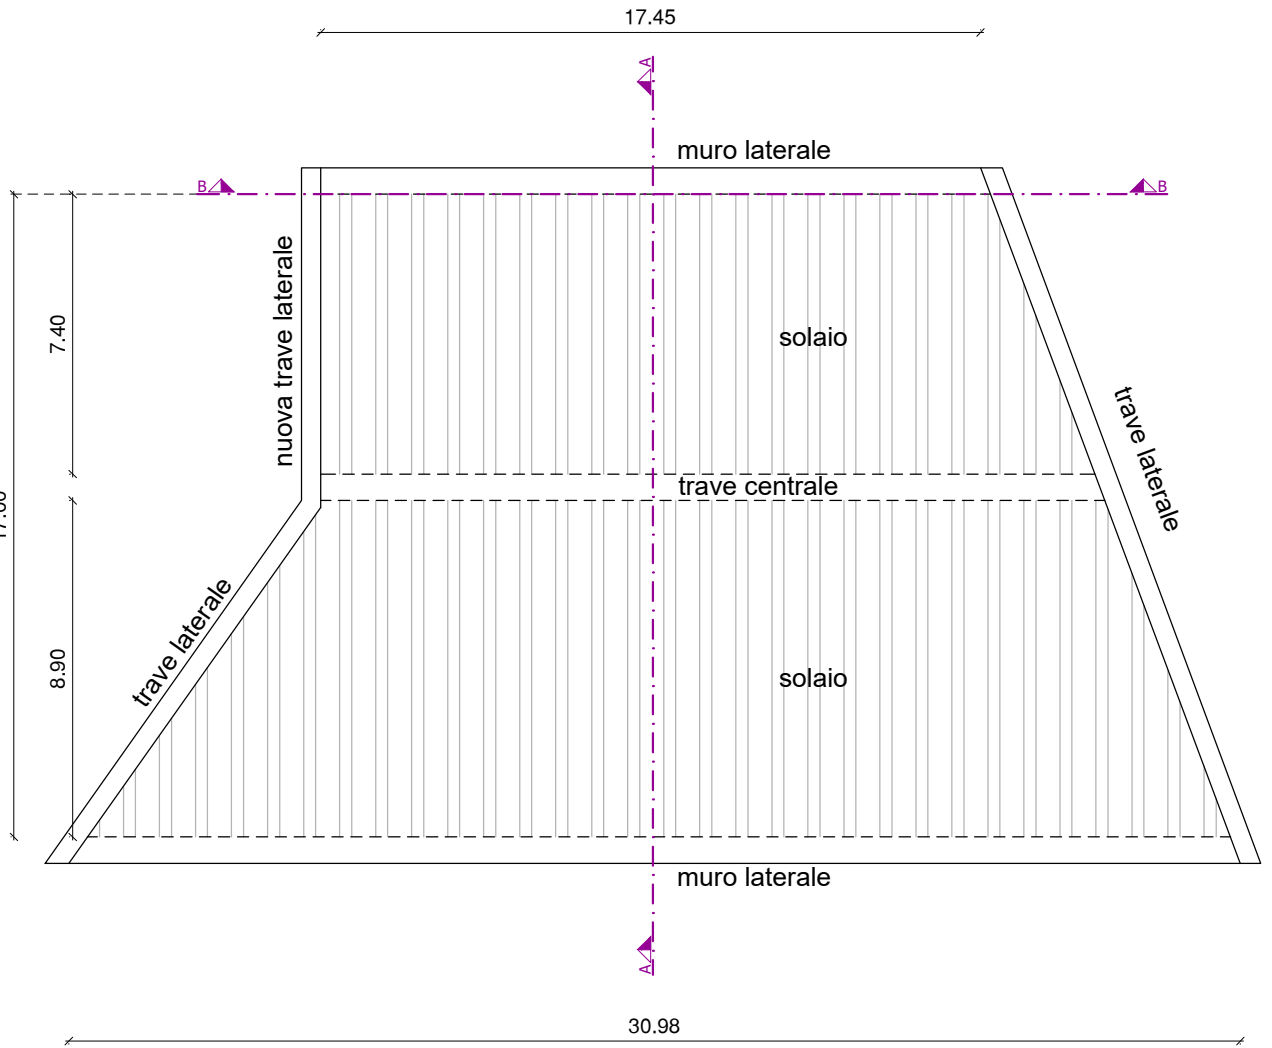 17.45
A
muro laterale
B
B
nuova trave laterale
7.40
solaio
trave laterale
trave centrale
trave laterale
8.90
solaio
muro laterale
A
30.98